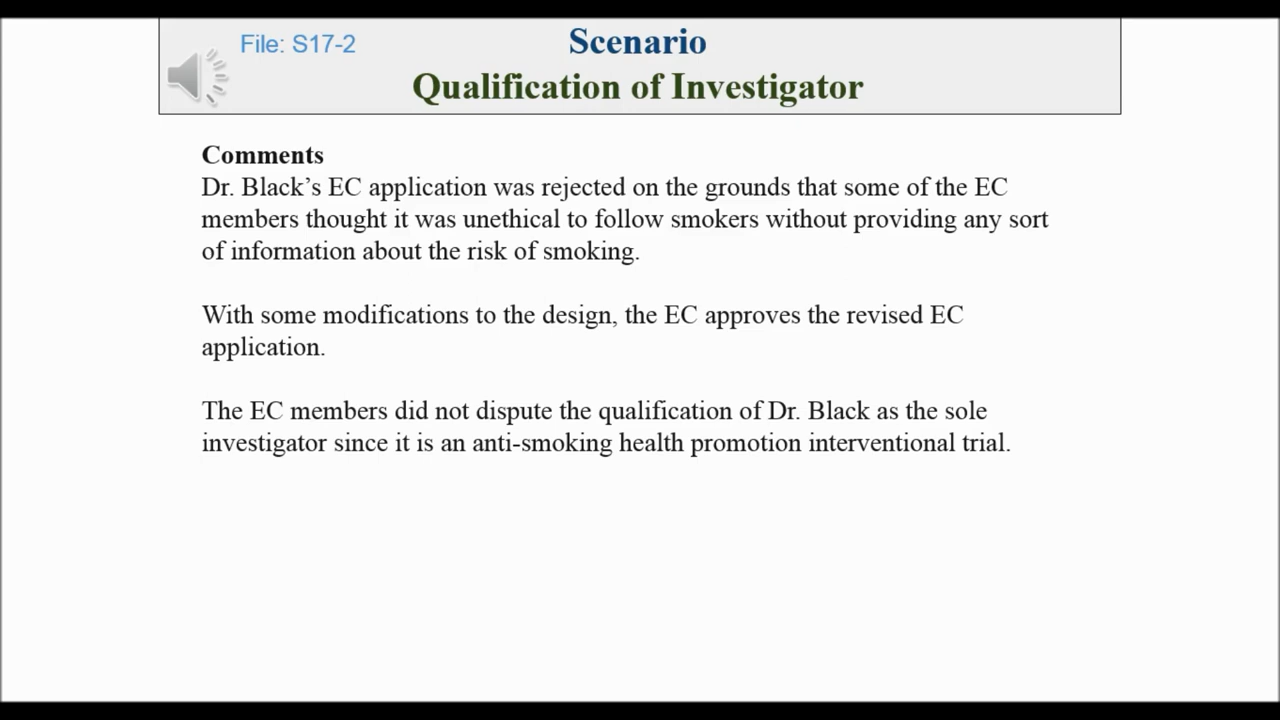 File: S17-2
Scenario
Qualification of Investigator
Comments
Dr. Black’s EC application was rejected on the grounds that some of the EC
members thought it was unethical to follow smokers without providing any sort
of information about the risk of smoking.
With some modifications to the design, the EC approves the revised EC
application.
The EC members did not dispute the qualification of Dr. Black as the sole
investigator since it is an anti-smoking health promotion interventional trial.